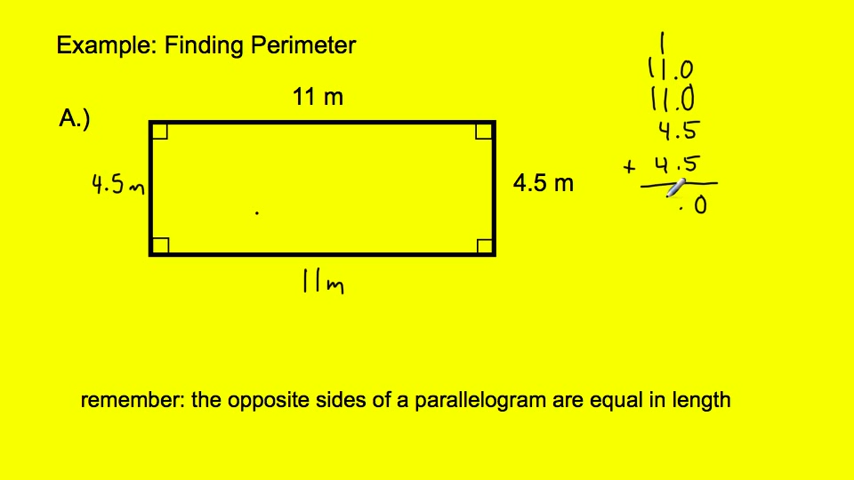 Example: Finding Perimeter
1
11.0
11 m
11.0
A.)
4.5
4.5 m
4.5 m
+ 4.5
.0
11m
remember: the opposite sides of a parallelogram are equal in length